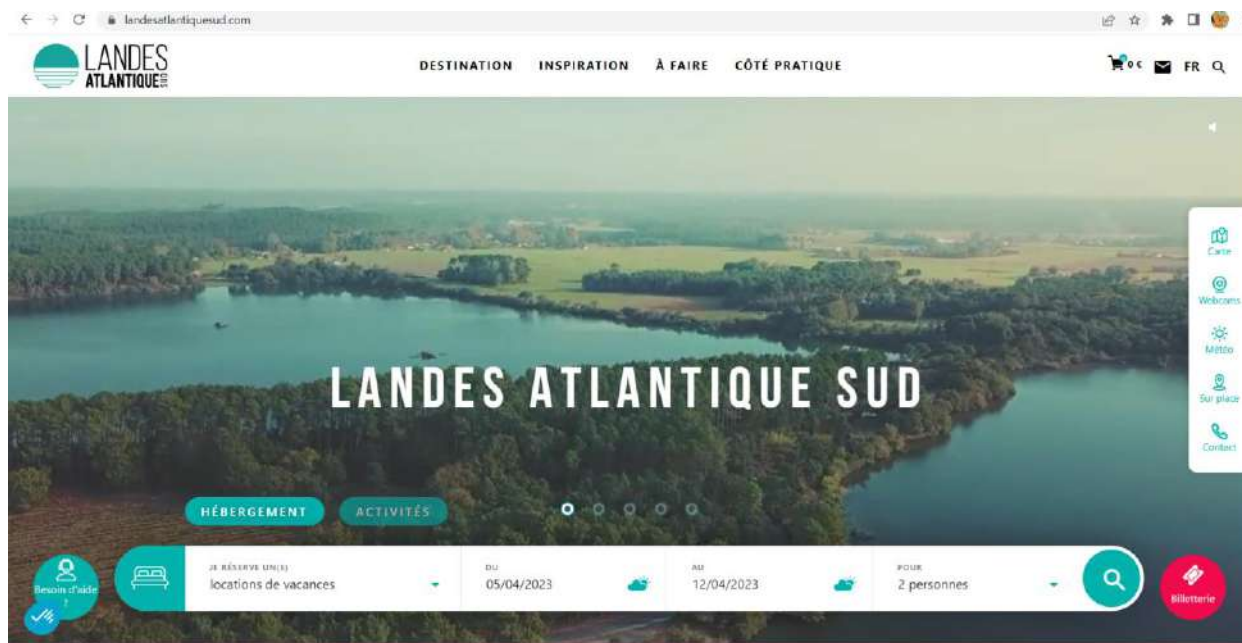 landesatlantiquesud.com
LANDES
ATLANTIQUE SUD
DESTINATION INSPIRATION À FAIRE CÔTÉ PRATIQUE
0 € FR
Carte
Webcams
Météo
Sur place
Contact
LANDES ATLANTIQUE SUD
HÉBERGEMENT ACTIVITÉS
Besoin d'aide
?
JE RÉSERVE UN(E)
locations de vacances
DU
05/04/2023
AU
12/04/2023
POUR
2 personnes
Billetterie